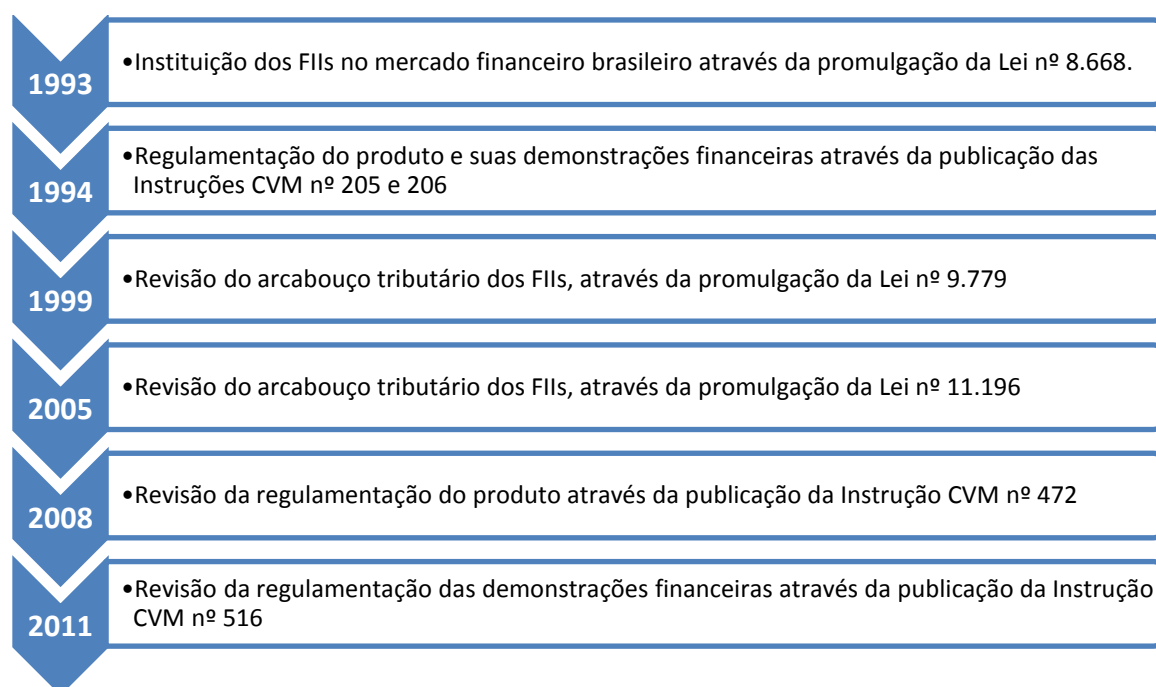 1993
•Instituição dos FIIs no mercado financeiro brasileiro através da promulgação da Lei nº 8.668.
1994
•Regulamentação do produto e suas demonstrações financeiras através da publicação das
Instruções CVM nº 205 e 206
1999
•Revisão do arcabouço tributário dos FIIs, através da promulgação da Lei nº 9.779
2005
•Revisão do arcabouço tributário dos FIIs, através da promulgação da Lei nº 11.196
2008
•Revisão da regulamentação do produto através da publicação da Instrução CVM nº 472
2011
•Revisão da regulamentação das demonstrações financeiras através da publicação da Instrução
CVM nº 516